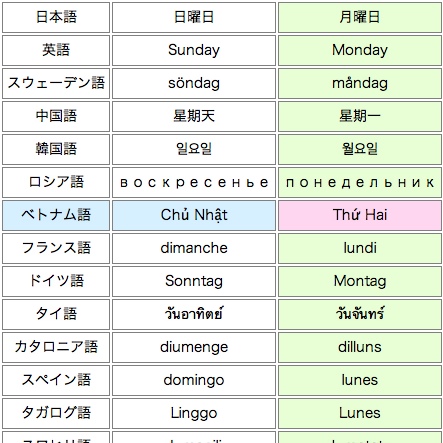 日本語 日曜日 月曜日
英語 Sunday Monday
スウェーデン語 söndag måndag
中国語 星期天 星期一
韓国語 일요일 월요일
ロシア語 воскресенье понедельник
ベトナム語 Chủ Nhật Thứ Hai
フランス語 dimanche lundi
ドイツ語 Sonntag Montag
タイ語 วันอาทิตย์ วันจันทร์
カタロニア語 diumenge dilluns
スペイン語 domingo lunes
タガログ語 Linggo Lunes